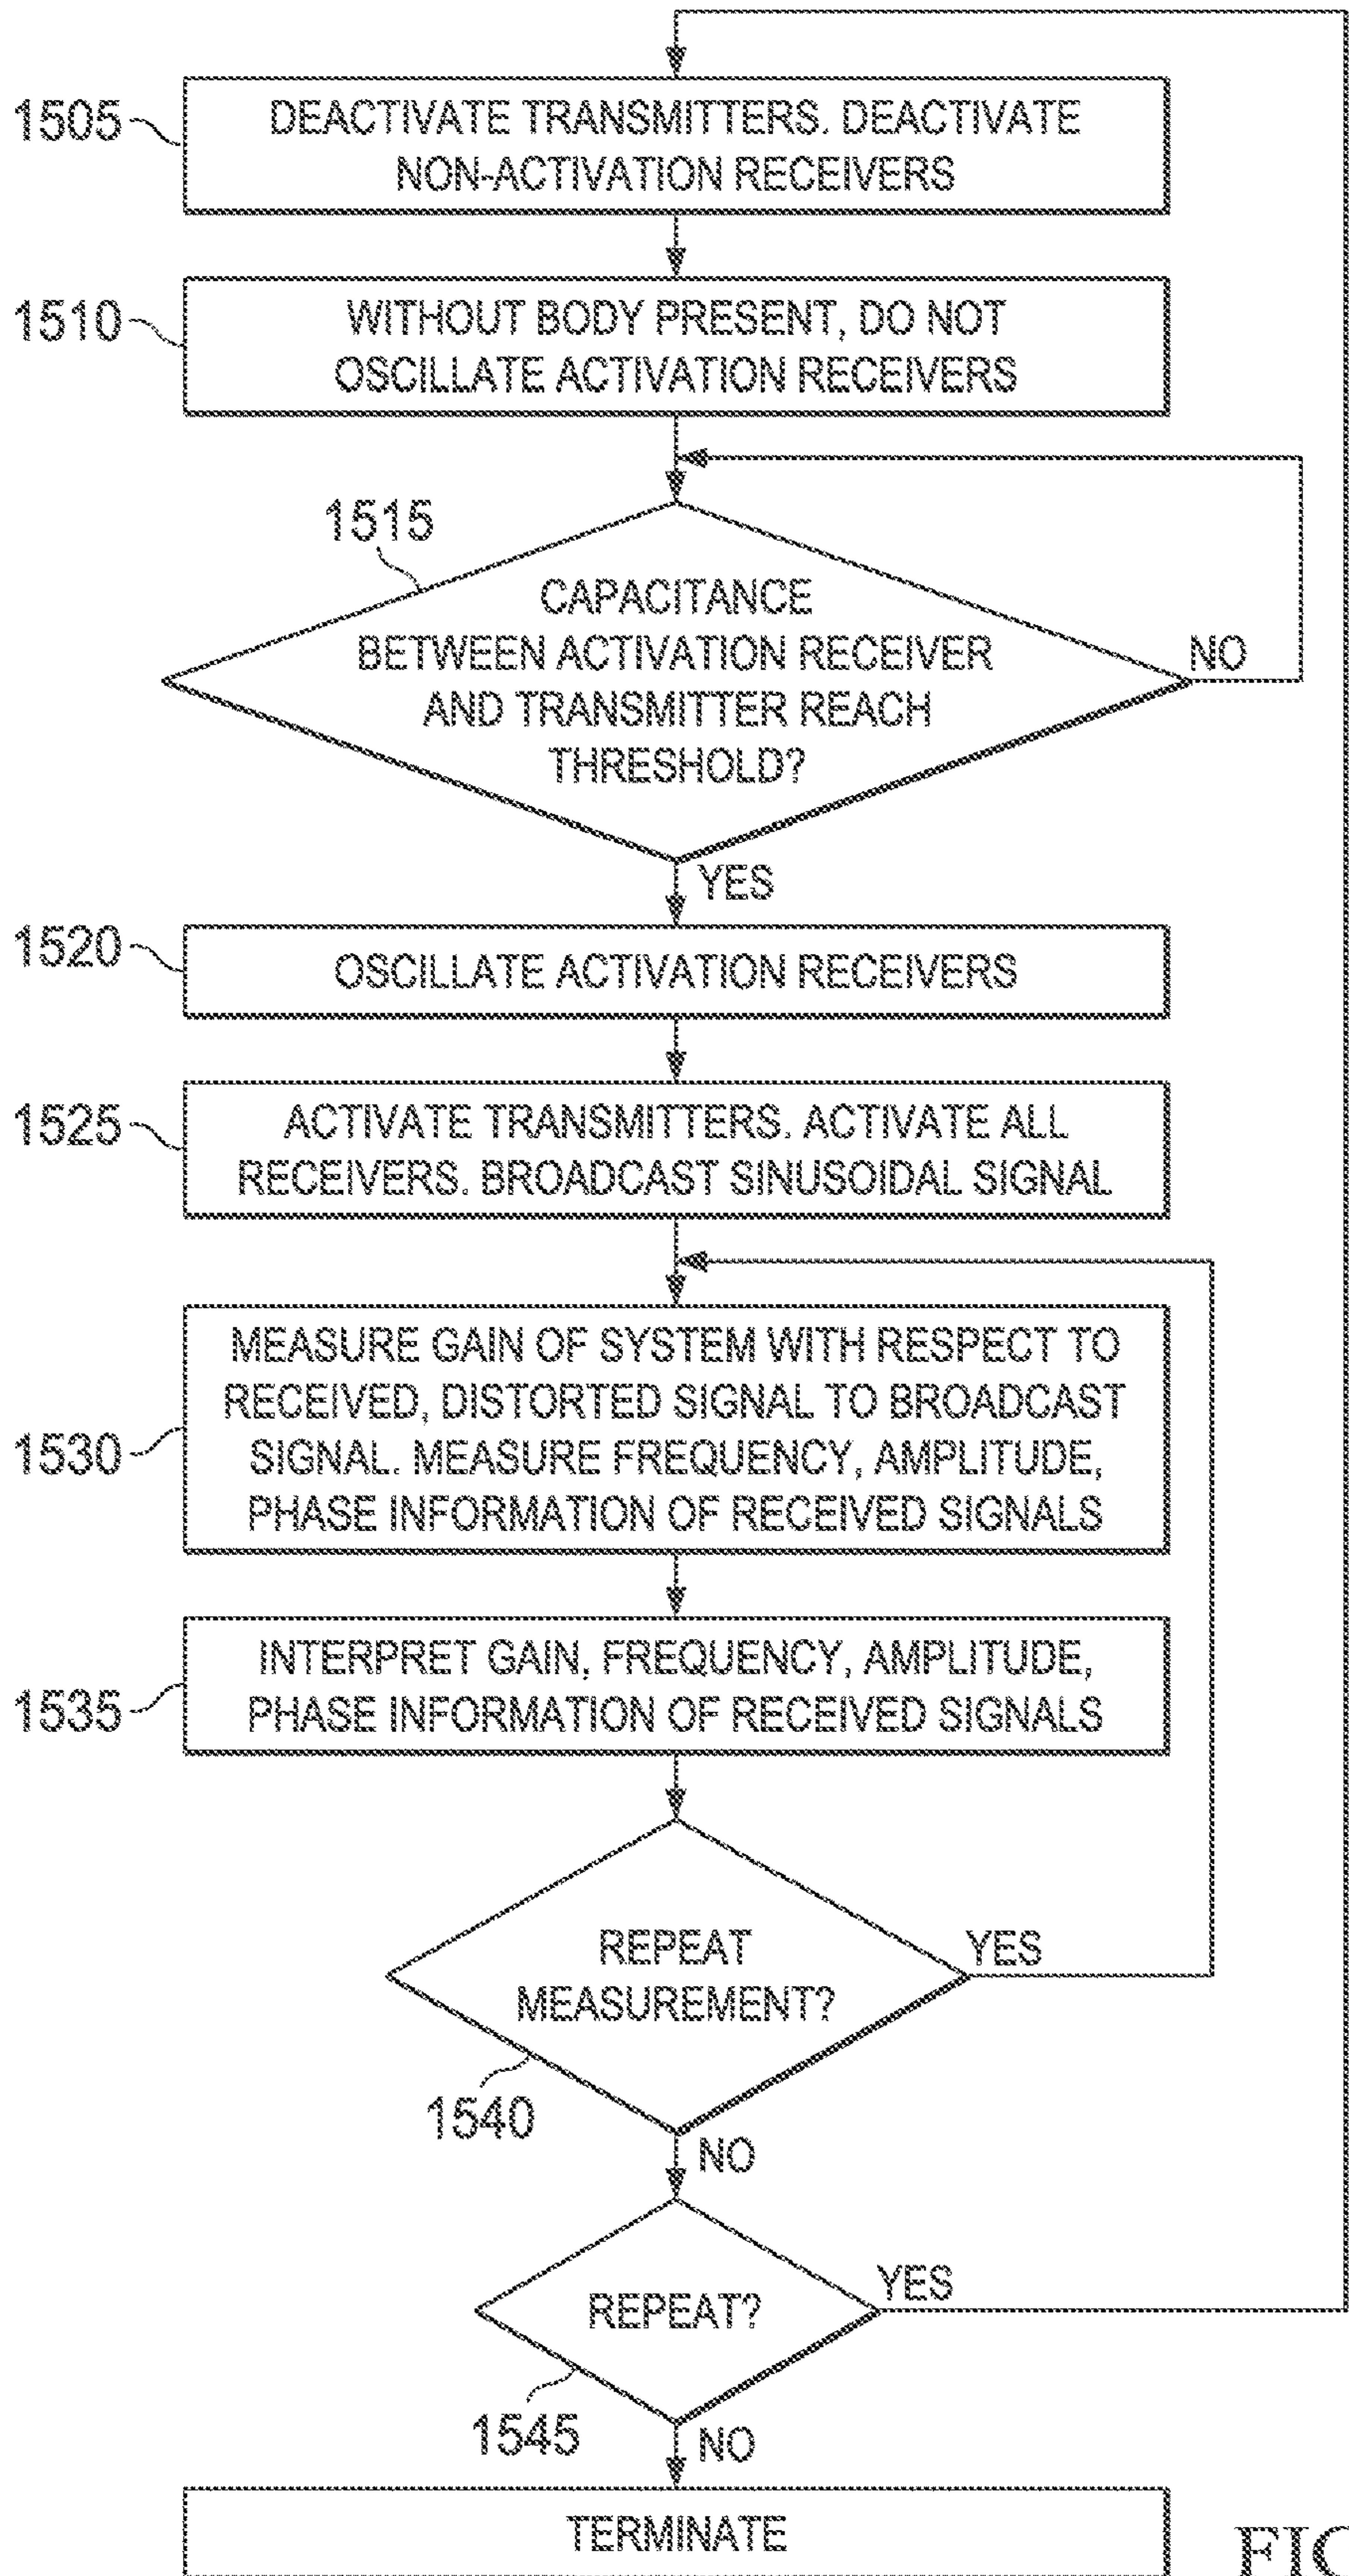 1505
DEACTIVATE TRANSMITTERS. DEACTIVATE
NON-ACTIVATION RECEIVERS
1510
WITHOUT BODY PRESENT, DO NOT
OSCILLATE ACTIVATION RECEIVERS
1515
CAPACITANCE
BETWEEN ACTIVATION RECEIVER
AND TRANSMITTER REACH
THRESHOLD?
NO
YES
1520
OSCILLATE ACTIVATION RECEIVERS
1525
ACTIVATE TRANSMITTERS. ACTIVATE ALL
RECEIVERS. BROADCAST SINUSOIDAL SIGNAL
1530
MEASURE GAIN OF SYSTEM WITH RESPECT TO
RECEIVED, DISTORTED SIGNAL TO BROADCAST
SIGNAL. MEASURE FREQUENCY, AMPLITUDE,
PHASE INFORMATION OF RECEIVED SIGNALS
1535
INTERPRET GAIN, FREQUENCY, AMPLITUDE,
PHASE INFORMATION OF RECEIVED SIGNALS
REPEAT
MEASUREMENT?
YES
1540
NO
REPEAT?
YES
1545
NO
TERMINATE